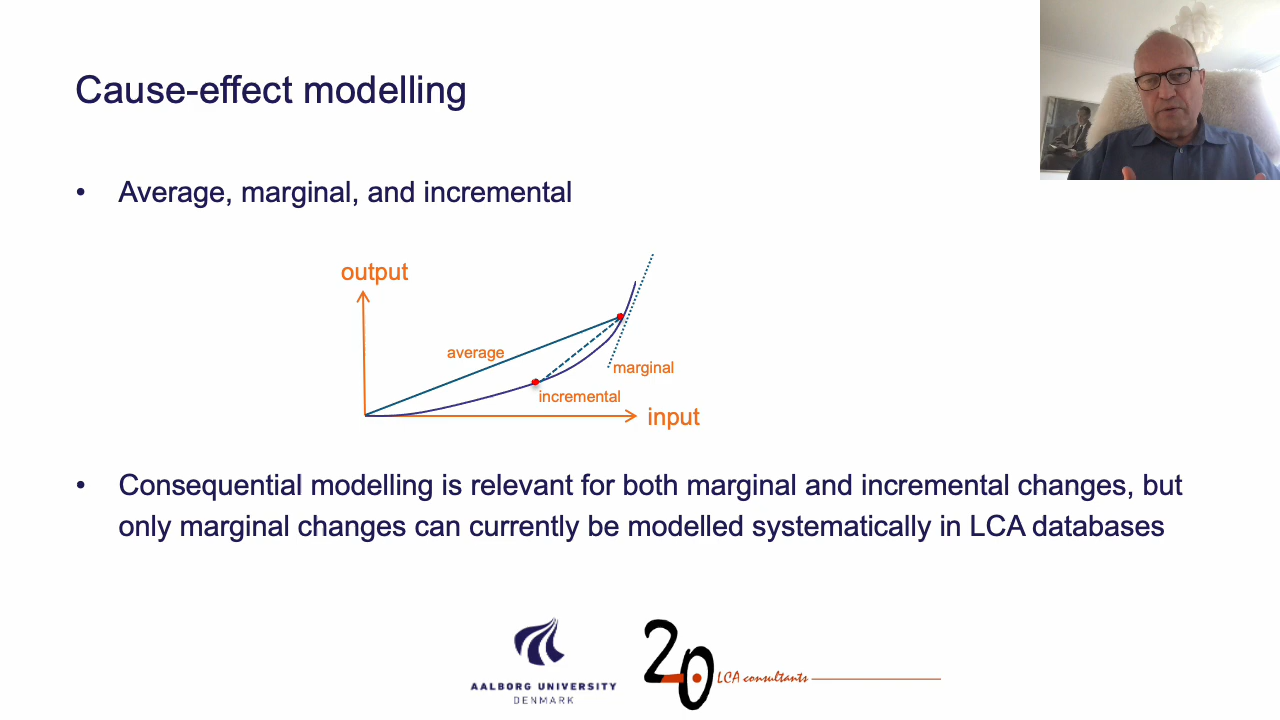 Cause-effect modelling
• Average, marginal, and incremental
output
average
marginal
incremental
input
• Consequential modelling is relevant for both marginal and incremental changes, but
only marginal changes can currently be modelled systematically in LCA databases
AALBORG UNIVERSITY
DENMARK
2.0
LCA consultants